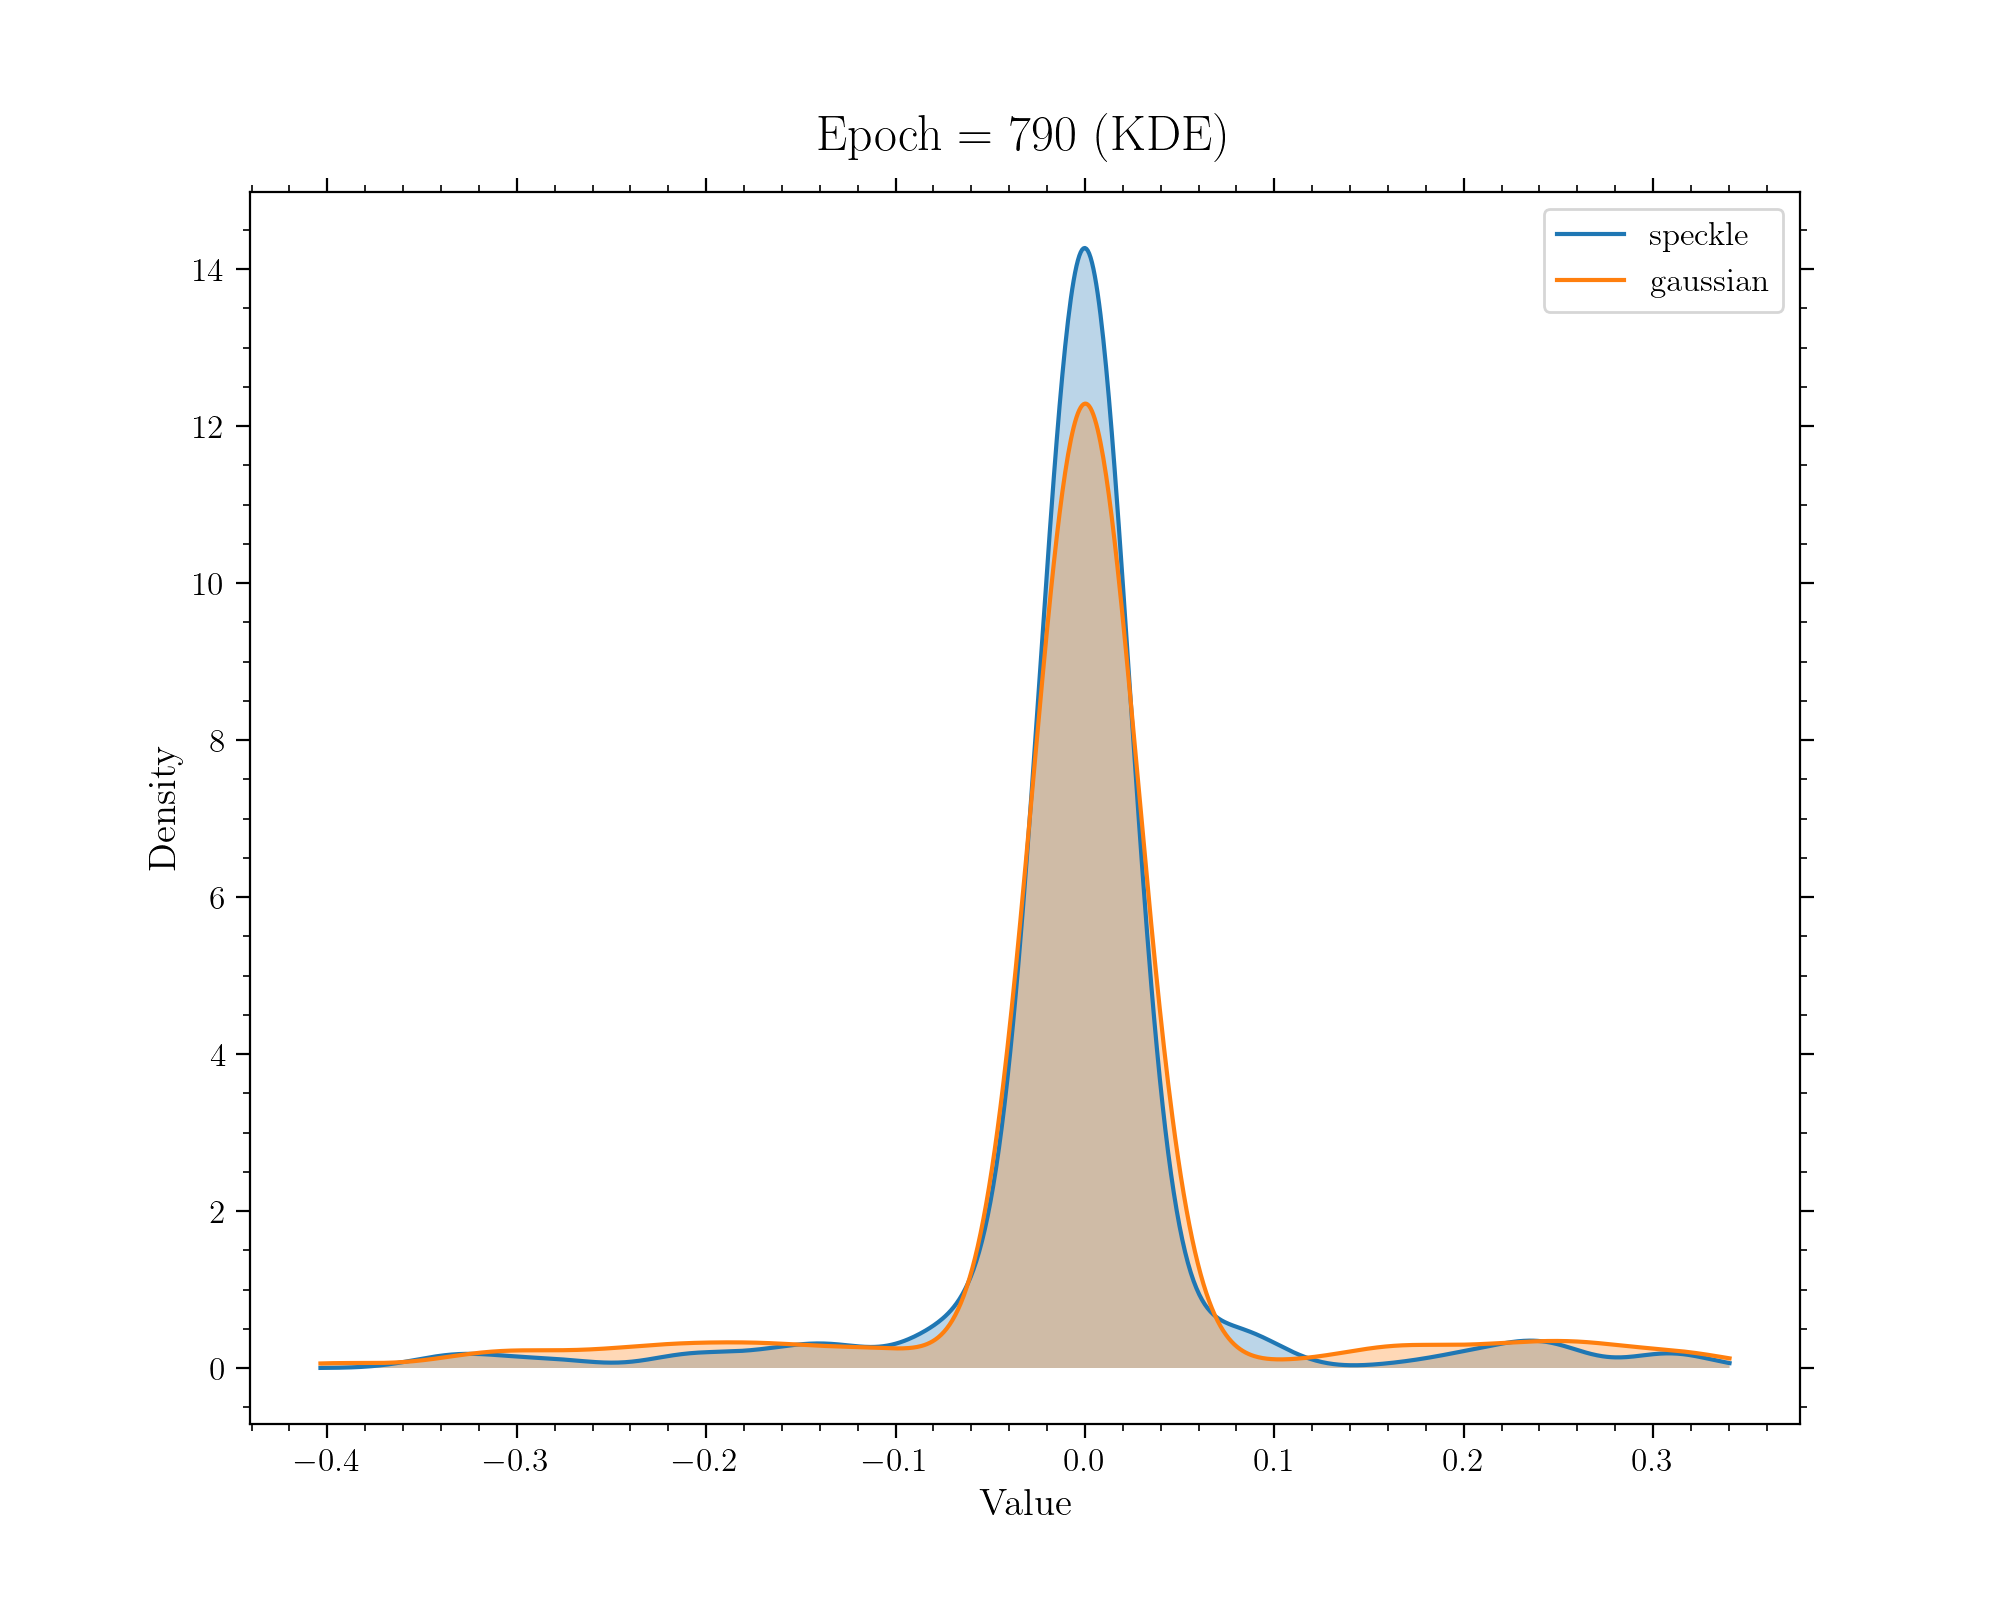 Epoch = 790 (KDE)
speckle
gaussian
14
12
10
8
6
4
2
0
Density
−0.4 −0.3 −0.2 −0.1 0.0 0.1 0.2 0.3
Value